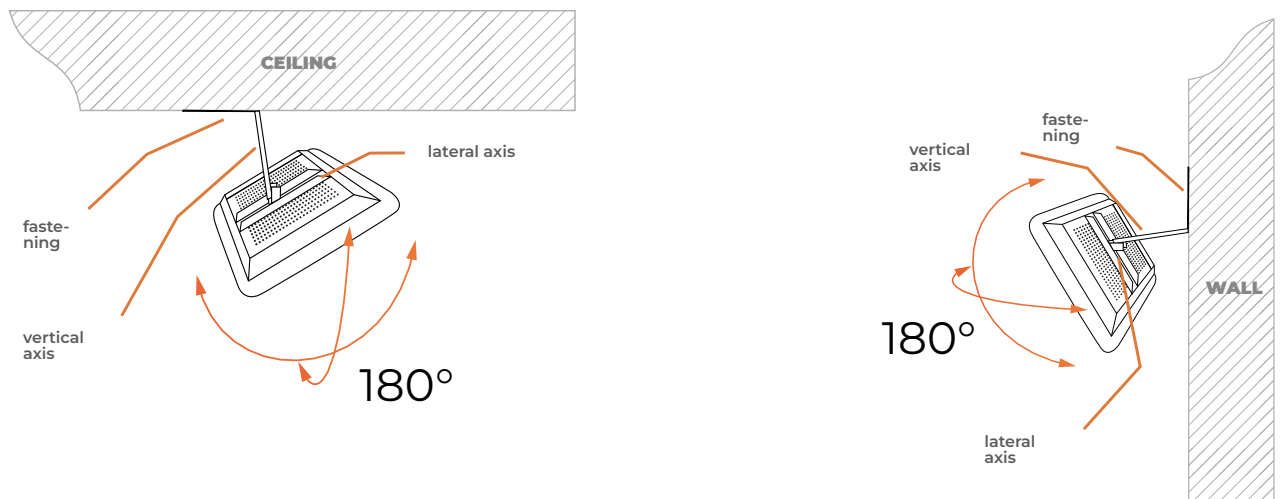 CEILING
lateral axis
faste-
ning
vertical
axis
180°
faste-
ning
vertical
axis
WALL
180°
lateral
axis